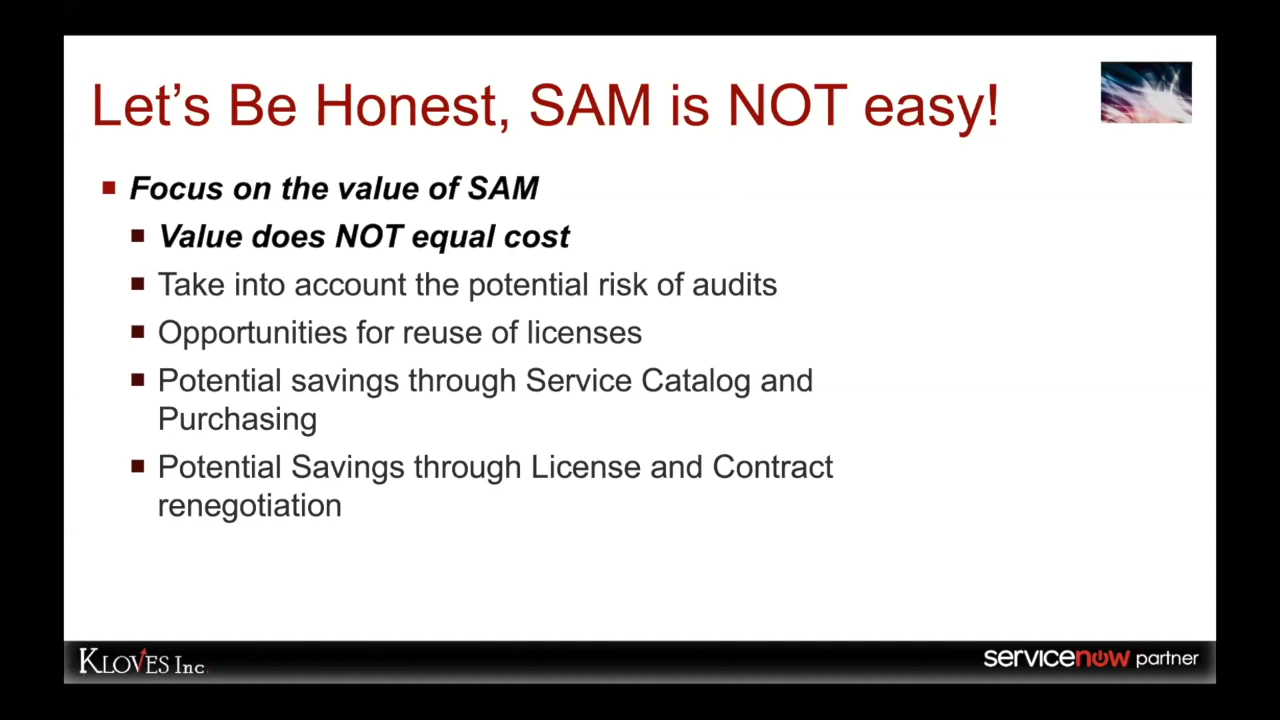 Let's Be Honest, SAM is NOT easy!
Focus on the value of SAM
Value does NOT equal cost
Take into account the potential risk of audits
Opportunities for reuse of licenses
Potential savings through Service Catalog and
Purchasing
Potential Savings through License and Contract
renegotiation
KLOVES Inc.
servicenow partner